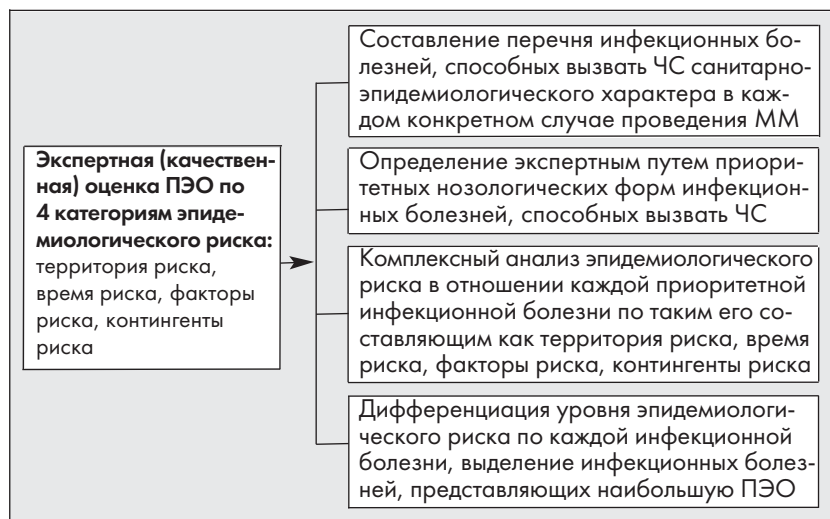 Экспертная (качествен-
ная) оценка ПЭО по
4 категориям эпиде-
миологического риска:
территория риска,
время риска, факторы
риска, контингенты
риска
Составление перечня инфекционных бо-
лезней, способных вызвать ЧС санитарно-
эпидемиологического характера в каж-
дом конкретном случае проведения ММ
Определение экспертным путем приори-
тетных нозологических форм инфекцион-
ных болезней, способных вызвать ЧС
Комплексный анализ эпидемиологического
риска в отношении каждой приоритетной
инфекционной болезни по таким его со-
ставляющим как территория риска, время
риска, факторы риска, контингенты риска
Дифференциация уровня эпидемиологи-
ческого риска по каждой инфекционной
болезни, выделение инфекционных болез-
ней, представляющих наибольшую ПЭО